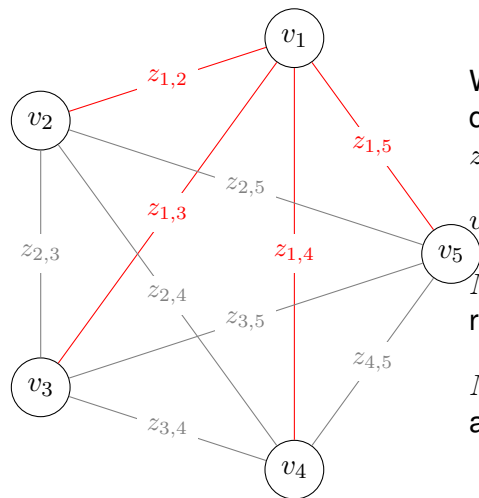 v₁
z₁,₂
v₂
z₁,₅
z₂,₅
z₁,₃
z₂,₃
z₁,₄
v₅
z₂,₄
z₃,₅
z₄,₅
v₃
z₃,₄
v₄